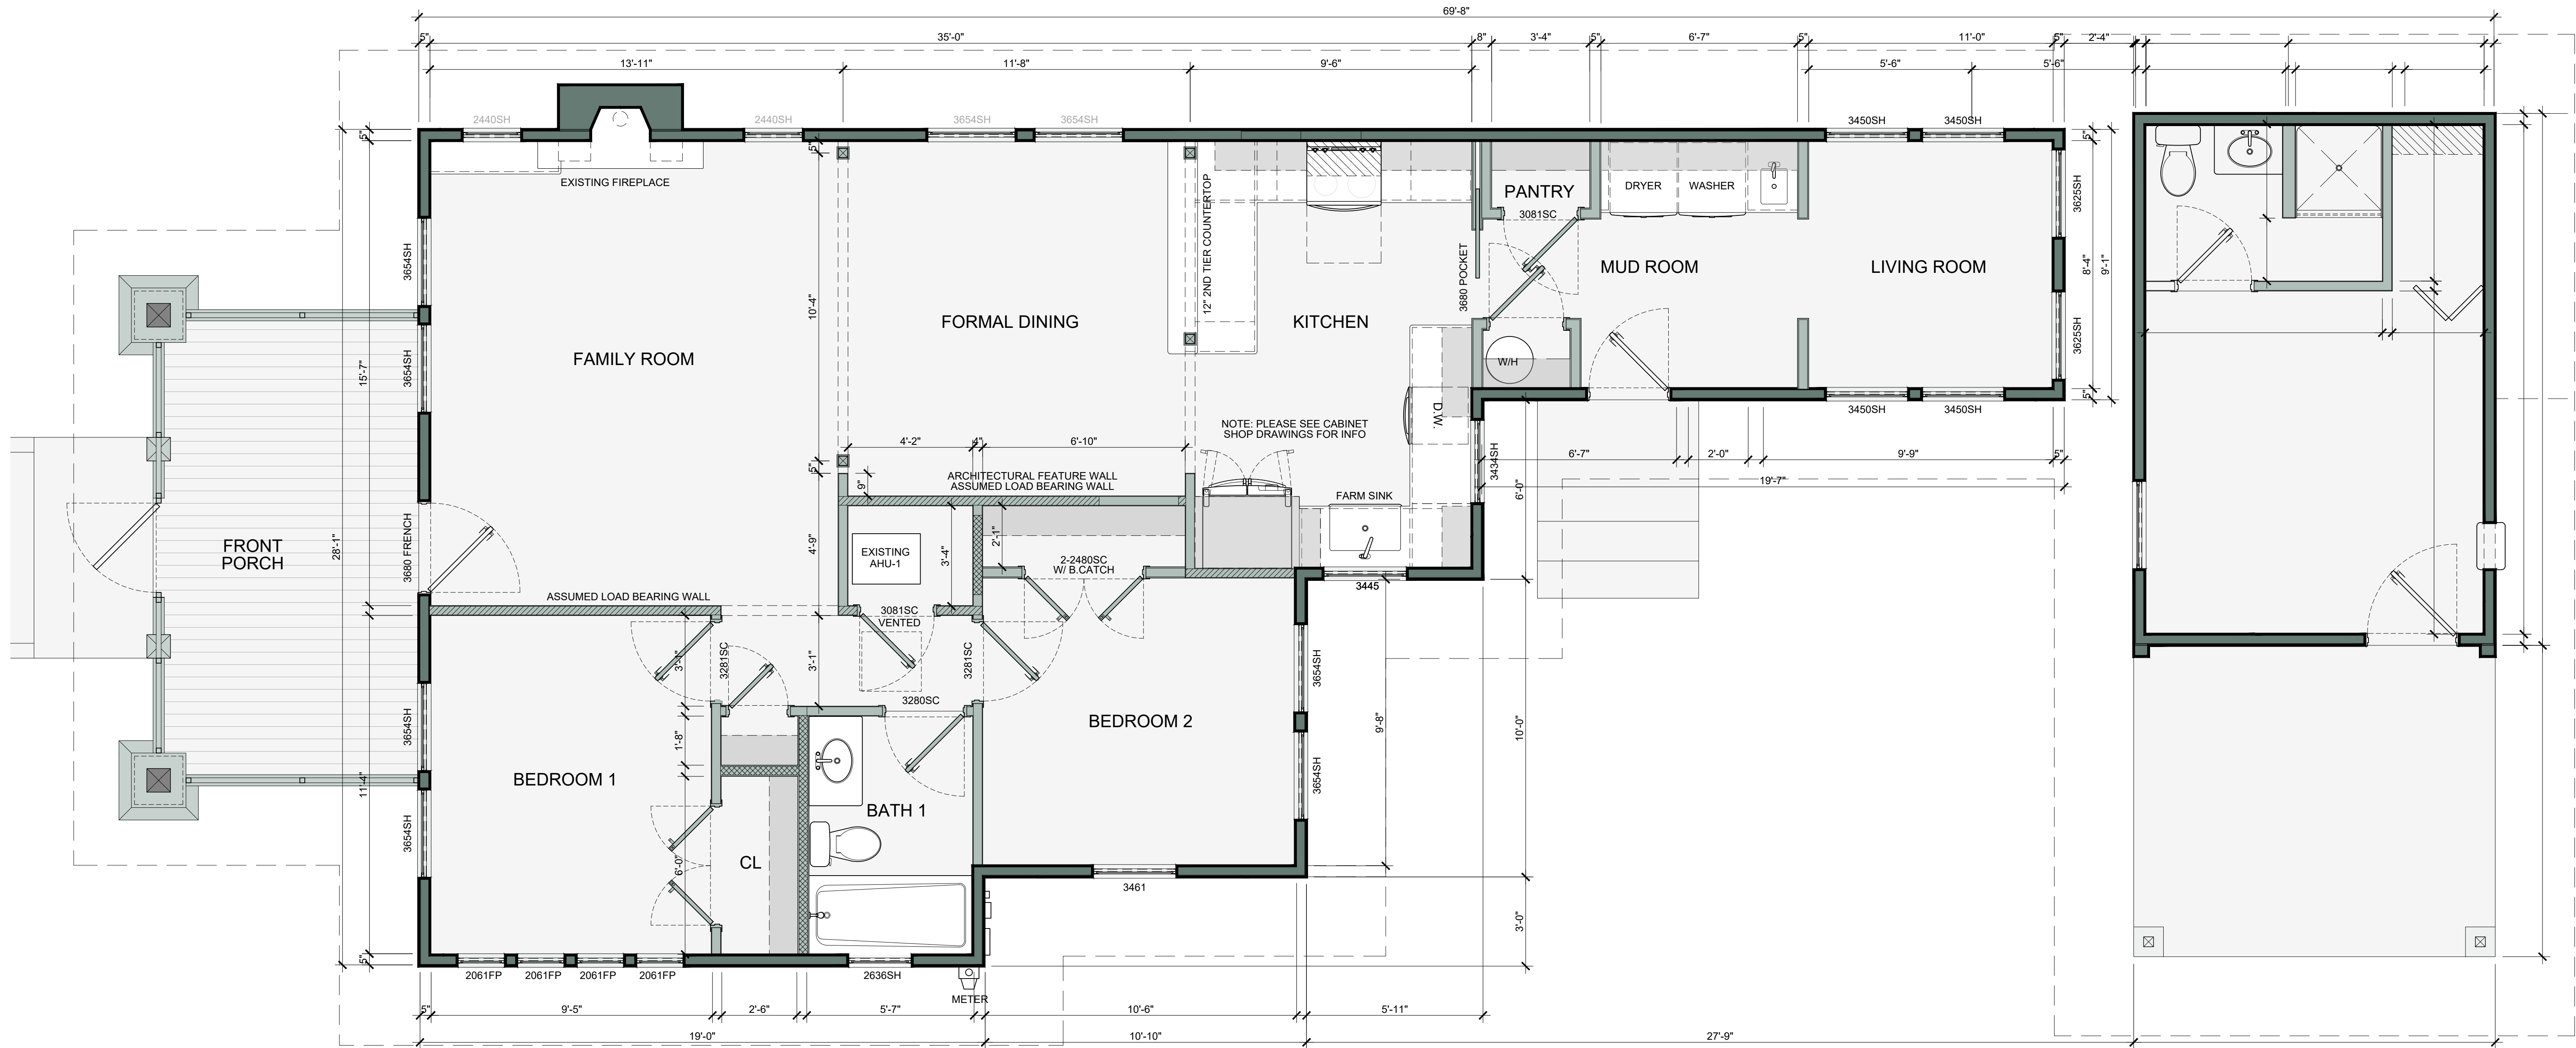 69'-8"
5"
35'-0"
8"
3'-4"
5"
6'-7"
5"
11'-0"
5"
2'-4"
13'-11"
11'-8"
9'-6"
5'-6"
5'-6"
2440SH
2440SH
3654SH
3654SH
3450SH
3450SH
5"
5"
5"
EXISTING FIREPLACE
12" 2ND TIER COUNTERTOP
PANTRY
3081SC
DRYER
WASHER
3625SH
3654SH
3680 POCKET
MUD ROOM
LIVING ROOM
8'-4"
9'-1"
10'-4"
FORMAL DINING
KITCHEN
3625SH
FAMILY ROOM
3654SH
15'-7"
W/H
5"
3450SH
3450SH
D.W.
NOTE: PLEASE SEE CABINET
SHOP DRAWINGS FOR INFO
4'-2"
4"
6'-10"
3434SH
6'-7"
2'-0"
9'-9"
5"
5"
9"
ARCHITECTURAL FEATURE WALL
ASSUMED LOAD BEARING WALL
19'-7"
6'-0"
FARM SINK
FRONT
PORCH
28'-1"
3680 FRENCH
4'-9"
EXISTING
AHU-1
3'-4"
2'-1"
2-2480SC
W/ B.CATCH
3445
ASSUMED LOAD BEARING WALL
3081SC
VENTED
3'-1"
3281SC
3'-1"
3281SC
3654SH
3280SC
3654SH
1'-8"
BEDROOM 2
9'-8"
10'-0"
BEDROOM 1
3654SH
11'-4"
BATH 1
3654SH
6'-0"
CL
3461
3'-0"
5"
2061FP
2061FP
2061FP
2061FP
2636SH
METER
5"
9'-5"
2'-6"
5'-7"
10'-6"
5'-11"
19'-0"
10'-10"
27'-9"